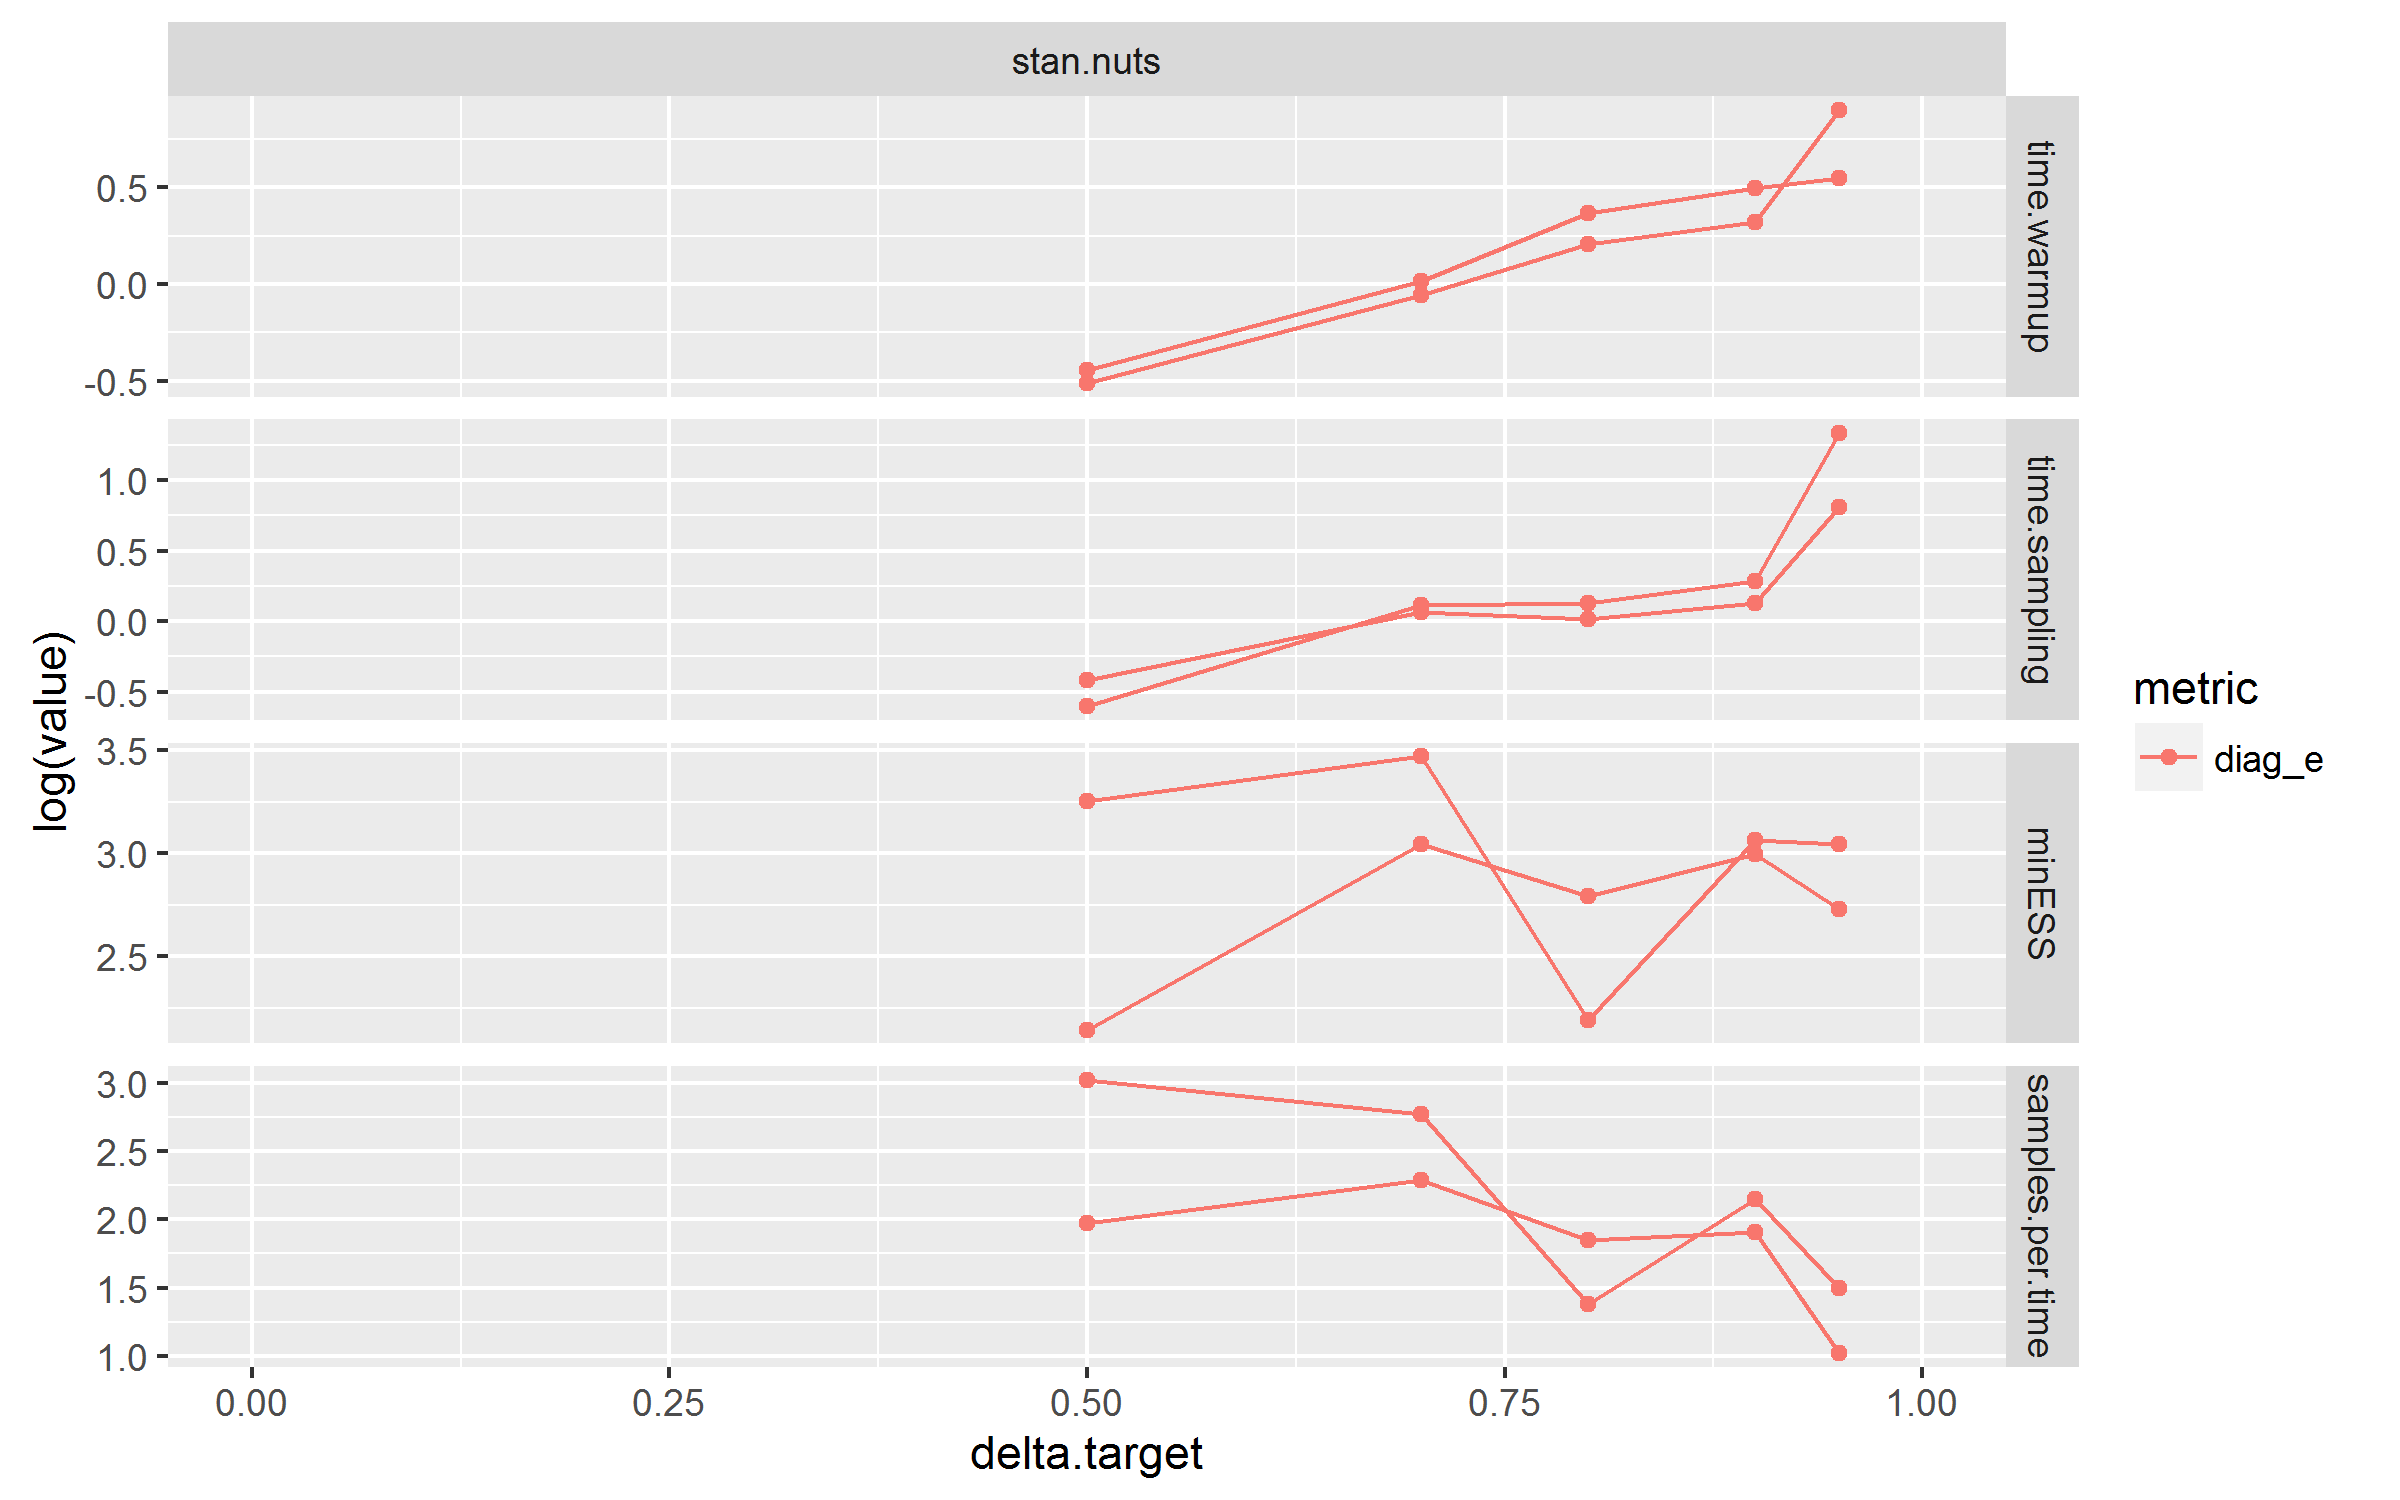 stan.nuts
0.5
0.0
-0.5
time.warmup
1.0
0.5
0.0
-0.5
time.sampling
3.5
3.0
2.5
minESS
3.0
2.5
2.0
1.5
1.0
samples.per.time
0.00 0.25 0.50 0.75 1.00
delta.target
log(value)
metric
diag_e